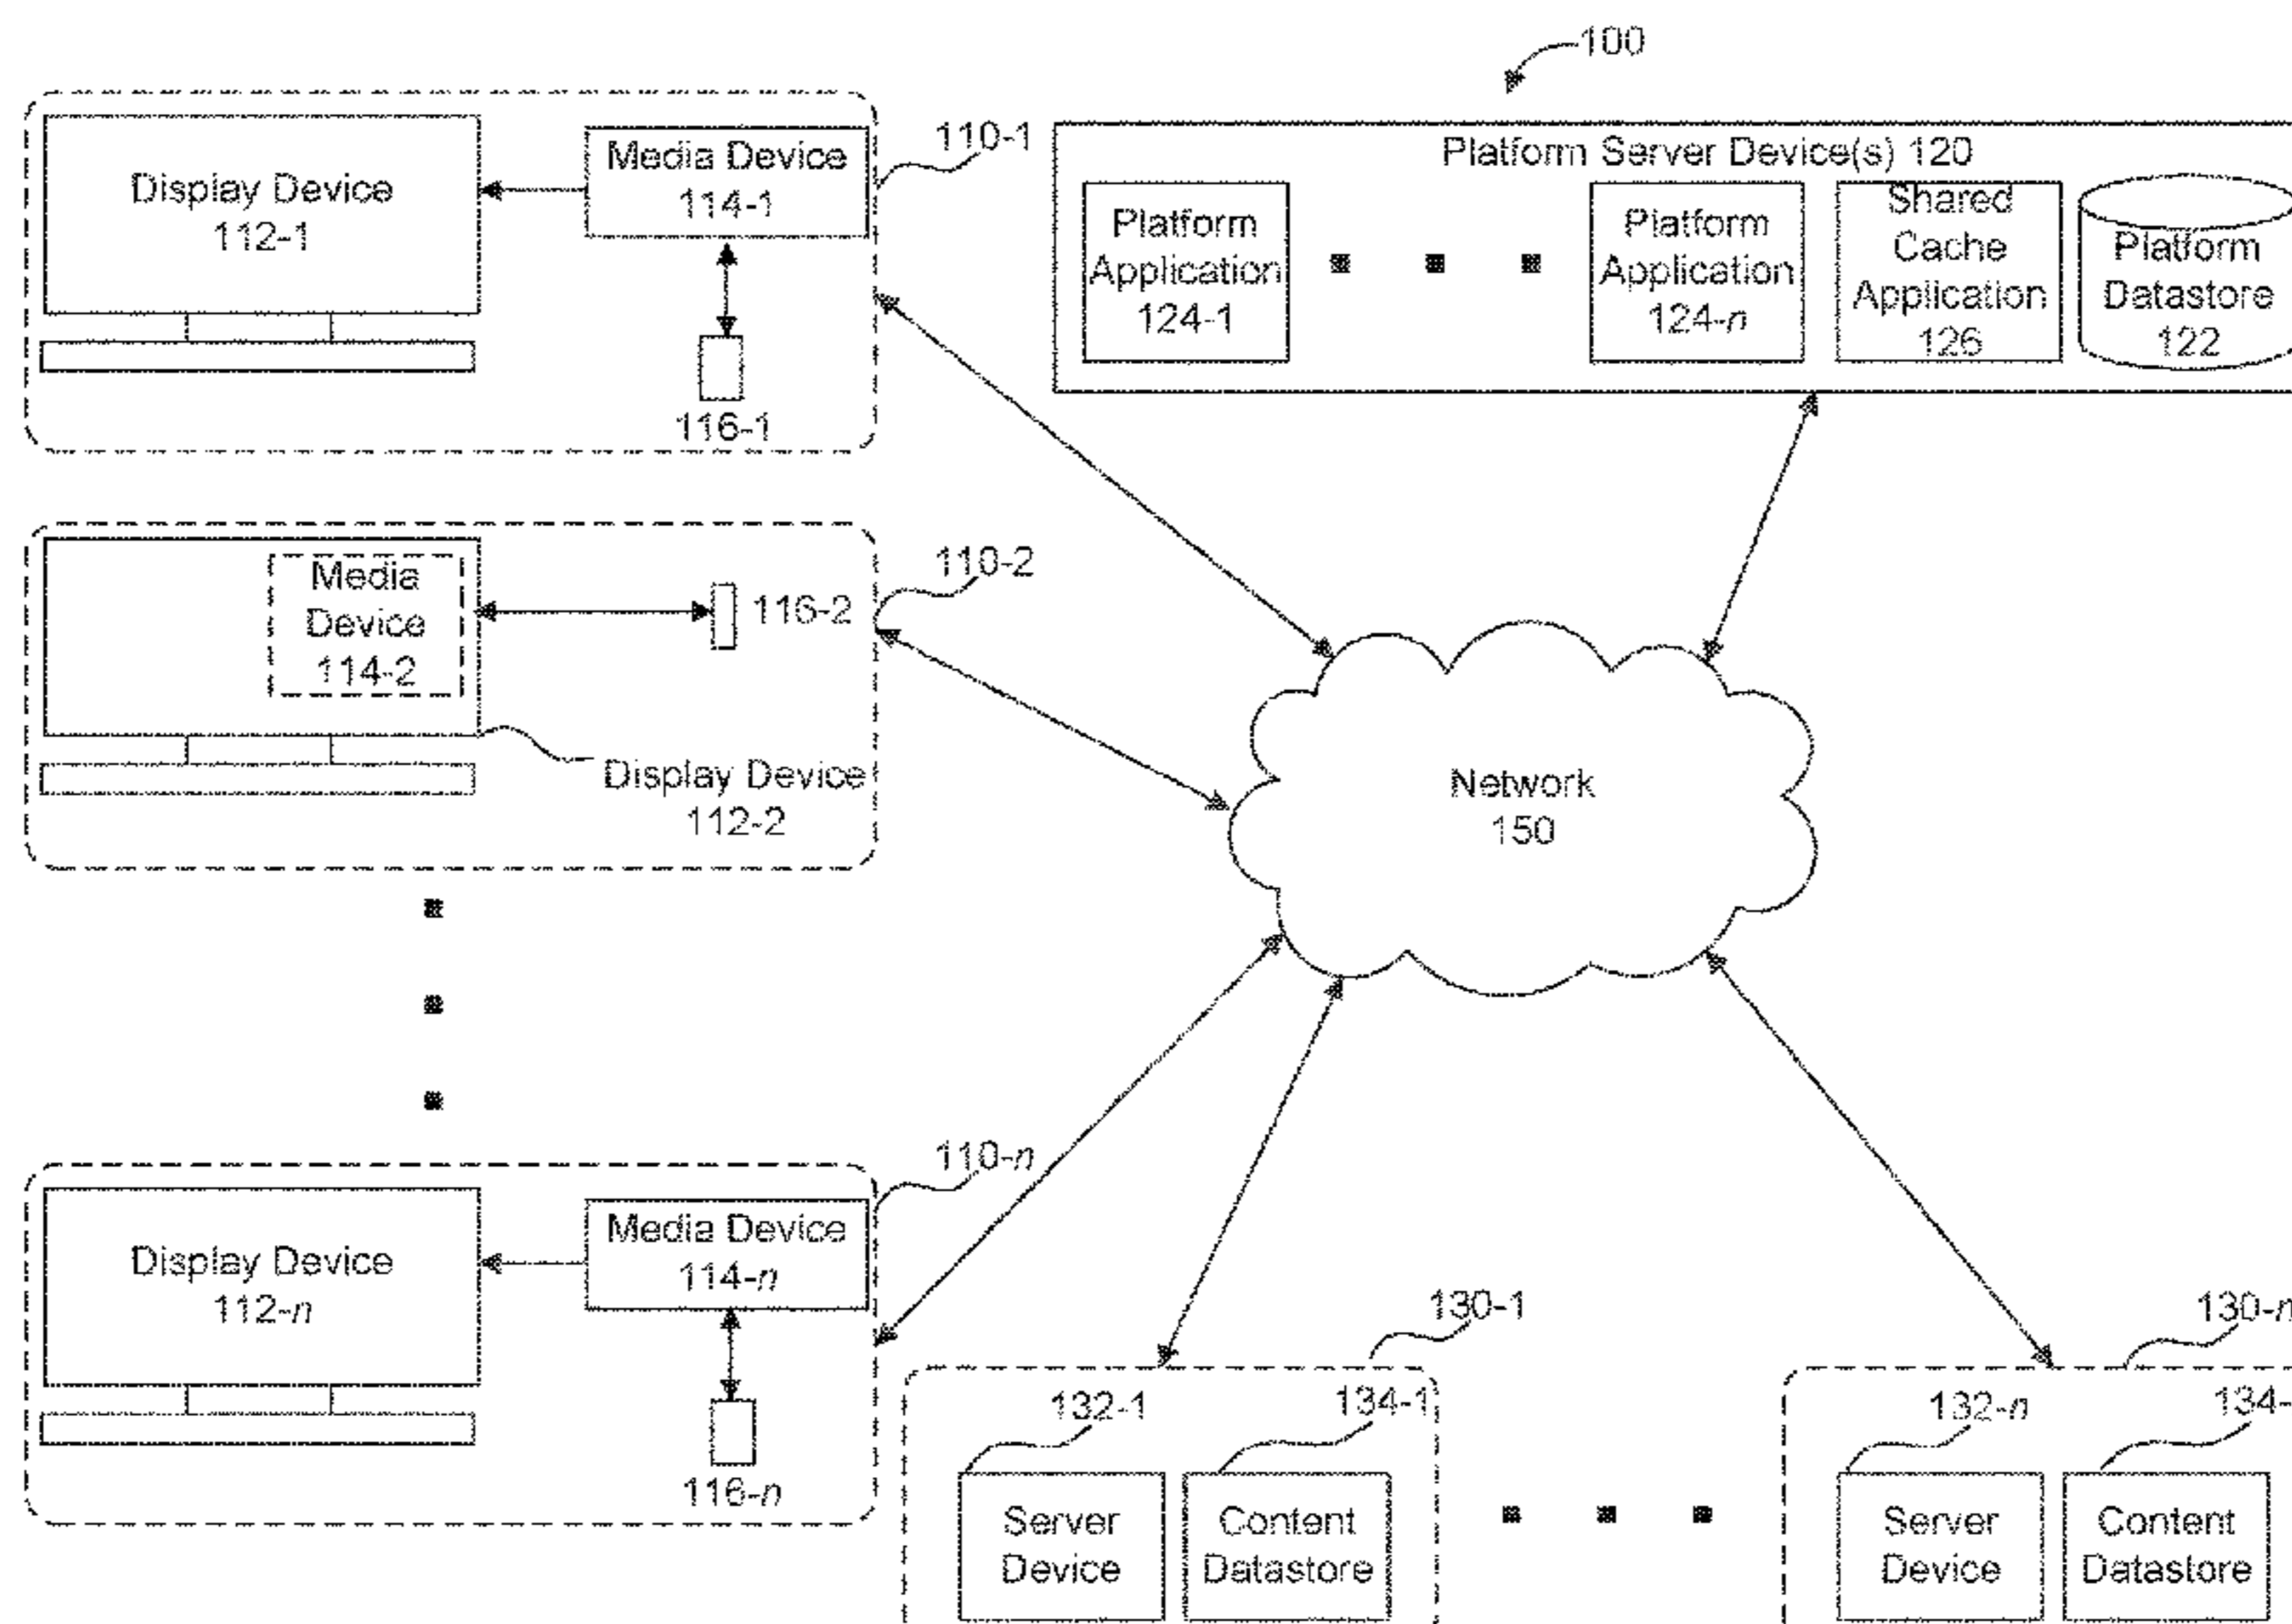 100
110-1
Display Device
112-1
Media Device
114-1
116-1
Platform Server Device(s) 120
Platform
Application
124-1
Platform
Application
124-n
Shared
Cache
Application
126
Platform
Datastore
122
110-2
Media
Device
114-2
116-2
Display Device
112-2
Network
150
110-n
Display Device
112-n
Media Device
114-n
116-n
130-1
132-1
134-1
Server
Device
Content
Datastore
130-n
132-n
134-
Server
Device
Content
Datastore